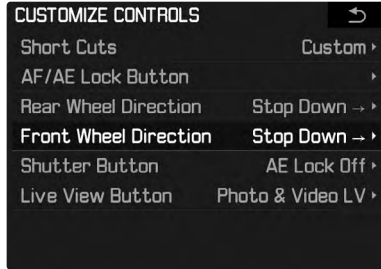 CUSTOMIZE CONTROLS
Short Cuts Custom
AF/AE Lock Button
Rear Wheel Direction Stop Down →
Front Wheel Direction Stop Down →
Shutter Button AE Lock Off
Live View Button Photo & Video LV